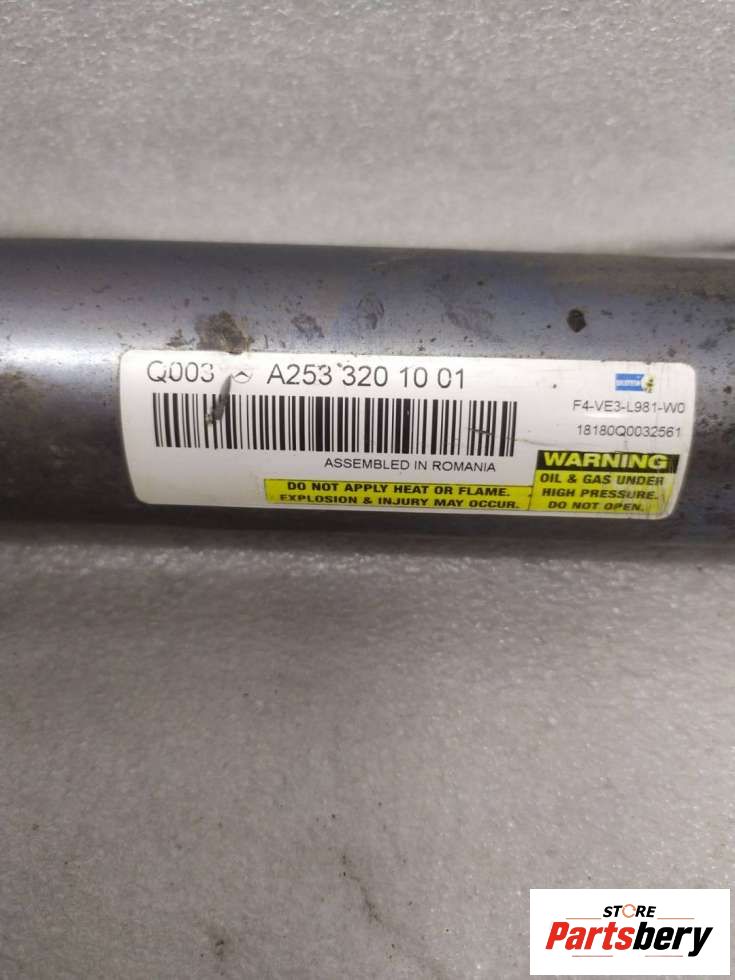 Q003 A253 320 10 01
BILSTEIN
F4-VE3-L981-W0
18180Q0032561
ASSEMBLED IN ROMANIA
WARNING
OIL & GAS UNDER
HIGH PRESSURE.
DO NOT OPEN.
DO NOT APPLY HEAT OR FLAME.
EXPLOSION & INJURY MAY OCCUR.
STORE
Partsbery